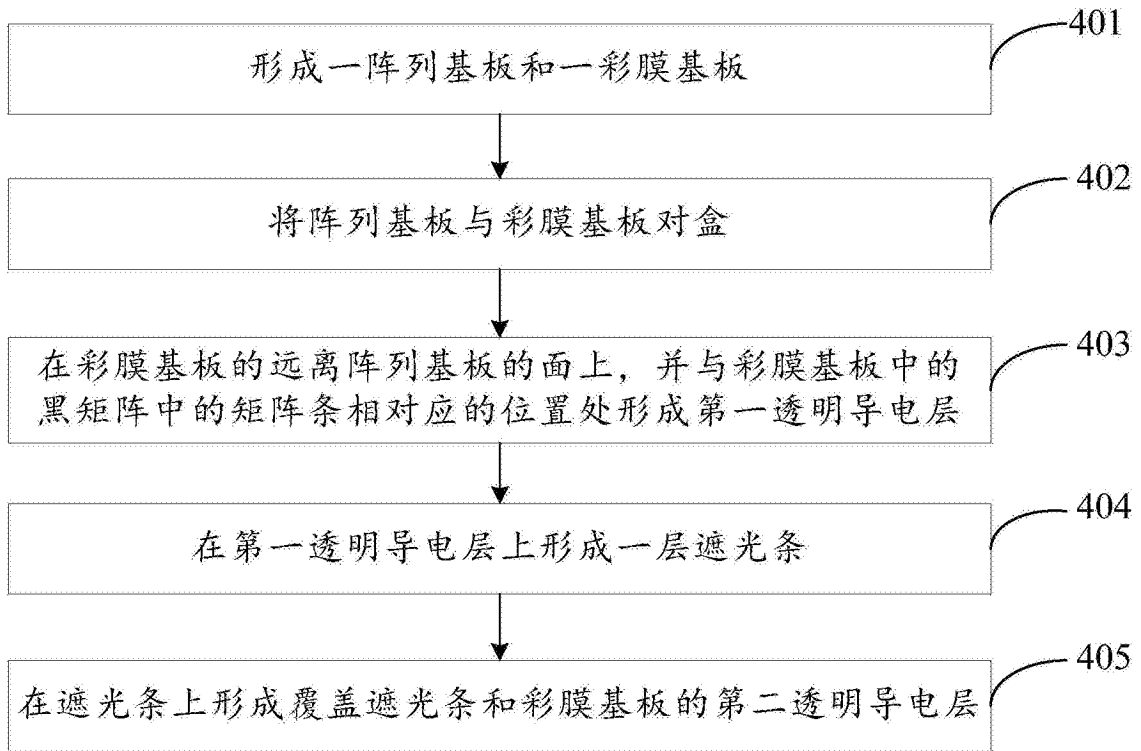 401
形成一阵列基板和一彩膜基板
402
将阵列基板与彩膜基板对盒
403
在彩膜基板的远离阵列基板的面上，并与彩膜基板中的
黑矩阵中的矩阵条相对应的位置处形成第一透明导电层
404
在第一透明导电层上形成一层遮光条
405
在遮光条上形成覆盖遮光条和彩膜基板的第二透明导电层